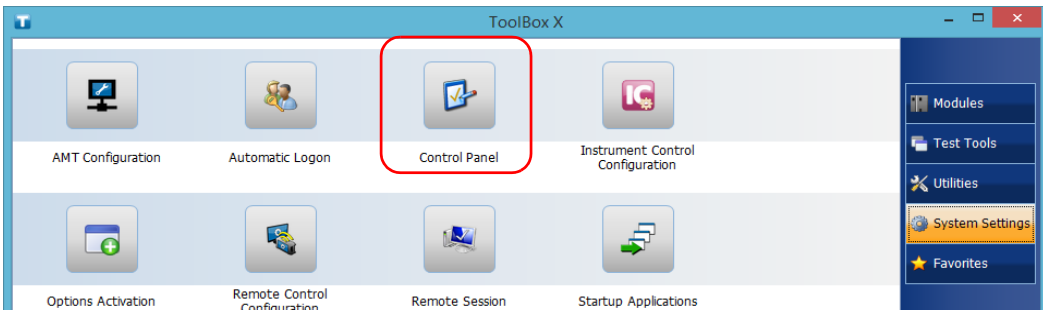 ToolBox X
AMT Configuration
Automatic Logon
Control Panel
Instrument Control
Configuration
Options Activation
Remote Control
Configuration
Remote Session
Startup Applications
Modules
Test Tools
Utilities
System Settings
Favorites